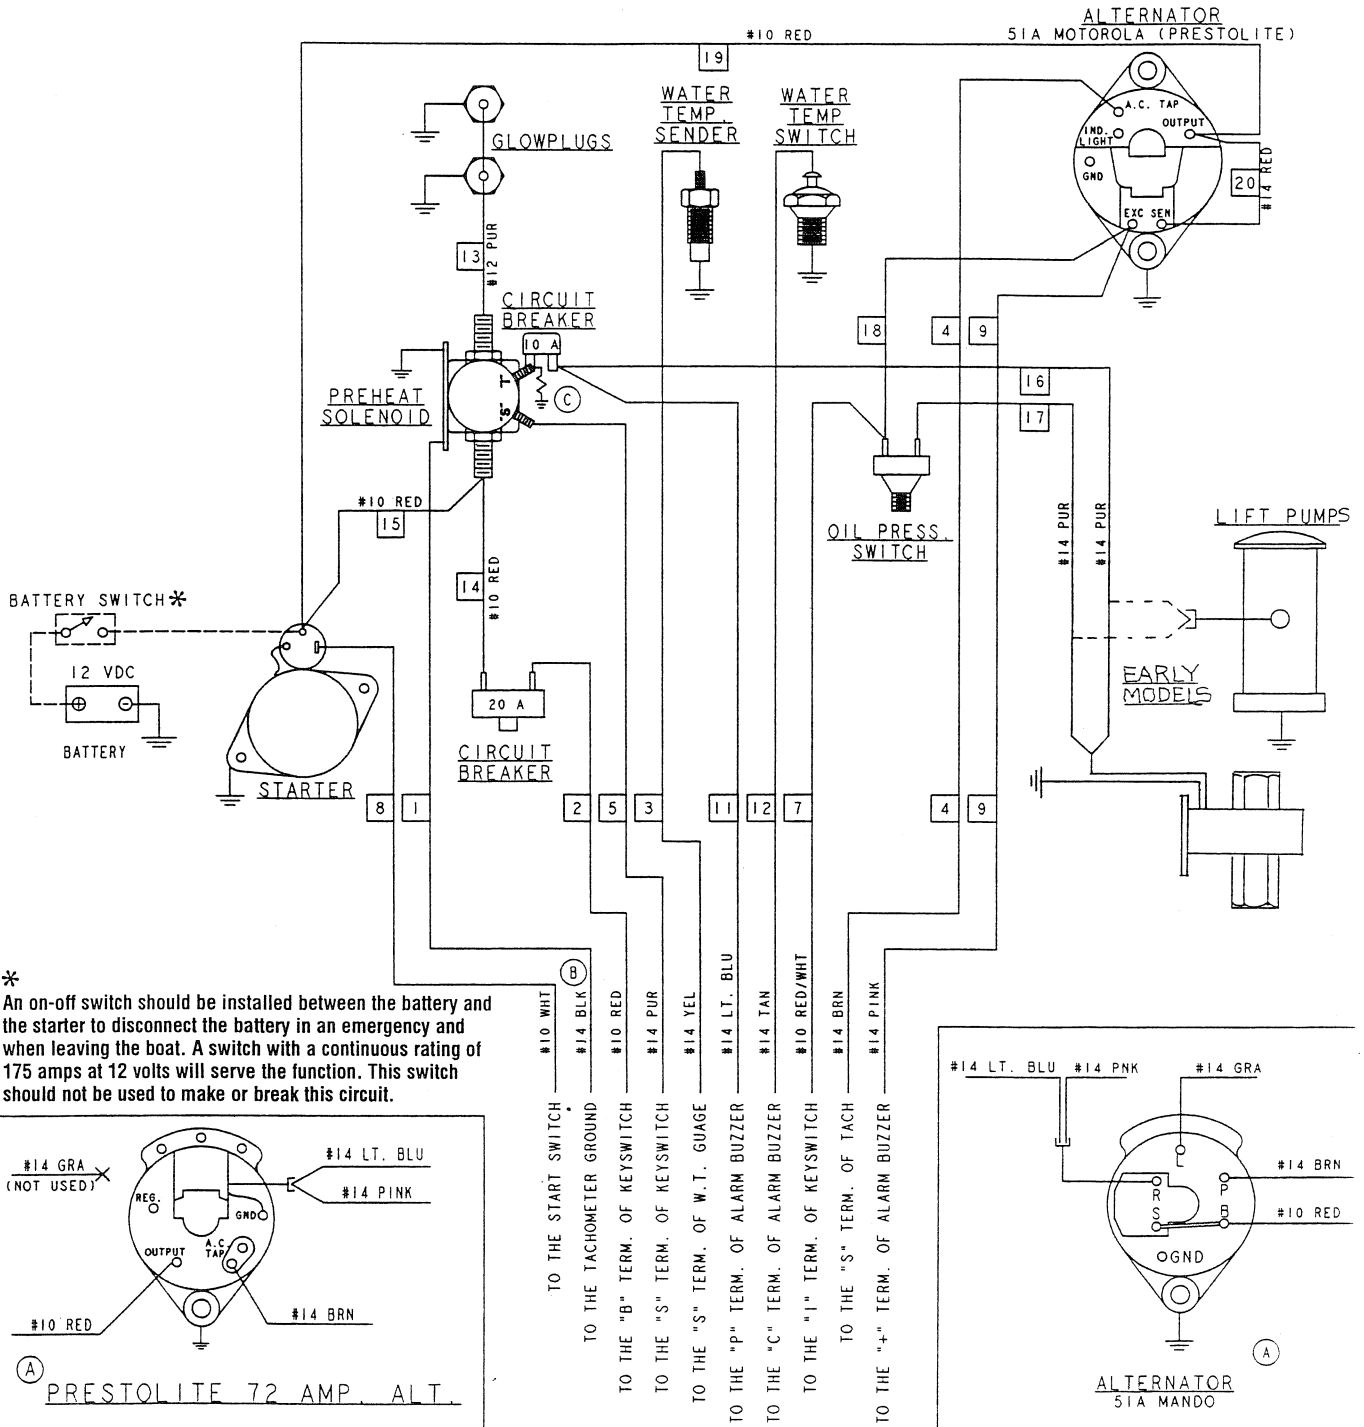 ALTERNATOR
51A MOTOROLA (PRESTOLITE)
#10 RED
19
WATER
TEMP.
SENDER
WATER
TEMP
SWITCH
A.C. TAP
OUTPUT
IND.
LIGHT
GND
EXC SEN
20
#14 RED
GLOWPLUGS
13
#12 PUR
CIRCUIT
BREAKER
10 A
18
4
9
16
17
PREHEAT
SOLENOID
"I"
"S"
C
#10 RED
15
14
#10 RED
OIL PRESS.
SWITCH
#14 PUR
#14 PUR
LIFT PUMPS
BATTERY SWITCH*
12 VDC
+
-
BATTERY
STARTER
20 A
CIRCUIT
BREAKER
EARLY
MODELS
8
1
2
5
3
11
12
7
4
9
*
An on-off switch should be installed between the battery and
the starter to disconnect the battery in an emergency and
when leaving the boat. A switch with a continuous rating of
175 amps at 12 volts will serve the function. This switch
should not be used to make or break this circuit.
B
#10 WHT
#14 BLK
#10 RED
#14 PUR
#14 YEL
#14 LT. BLU
#14 TAN
#10 RED/WHT
#14 BRN
#14 PINK
TO THE START SWITCH
TO THE TACHOMETER GROUND
TO THE "B" TERM. OF KEYSWITCH
TO THE "S" TERM. OF KEYSWITCH
TO THE "S" TERM. OF W.T. GUAGE
TO THE "P" TERM. OF ALARM BUZZER
TO THE "C" TERM. OF ALARM BUZZER
TO THE "I" TERM. OF KEYSWITCH
TO THE "S" TERM. OF TACH
TO THE "+" TERM. OF ALARM BUZZER
#14 GRA
(NOT USED)
#14 LT. BLU
#14 PINK
REG.
GND
OUTPUT
A.C.
TAP
#10 RED
#14 BRN
A
PRESTOLITE 72 AMP. ALT.
#14 LT. BLU
#14 PNK
#14 GRA
L
#14 BRN
R
P
S
B
#10 RED
GND
A
ALTERNATOR
51A MANDO